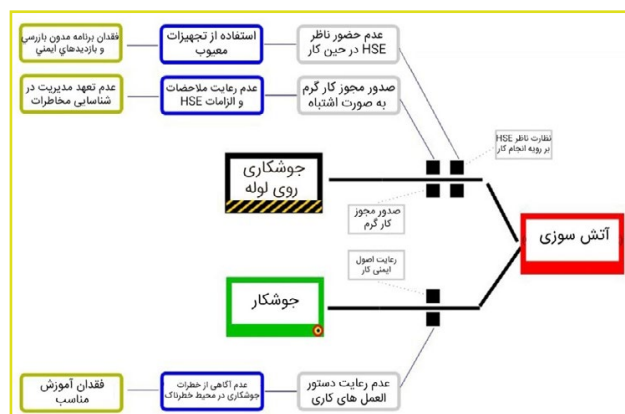 فقدان برنامه مدون بازرسی
و بازدیدهاي ايمني
استفاده از تجهیزات
معیوب
عدم حضور ناظر
HSE در حین کار
عدم تعهد مدیریت در
شناسایی مخاطرات
عدم رعایت ملاحضات
و الزامات HSE
صدور مجوز کار گرم
به صورت اشتباه
نظارت ناظر HSE
بر رویه انجام کار
جوشکاری
روی لوله
صدور مجوز
کار گرم
آتش سوزی
رعایت اصول
ایمنی کار
جوشکار
فقدان آموزش
مناسب
عدم آگاهی از خطرات
جوشکاری در محیط خطرناک
عدم رعایت دستور
العمل های کاری